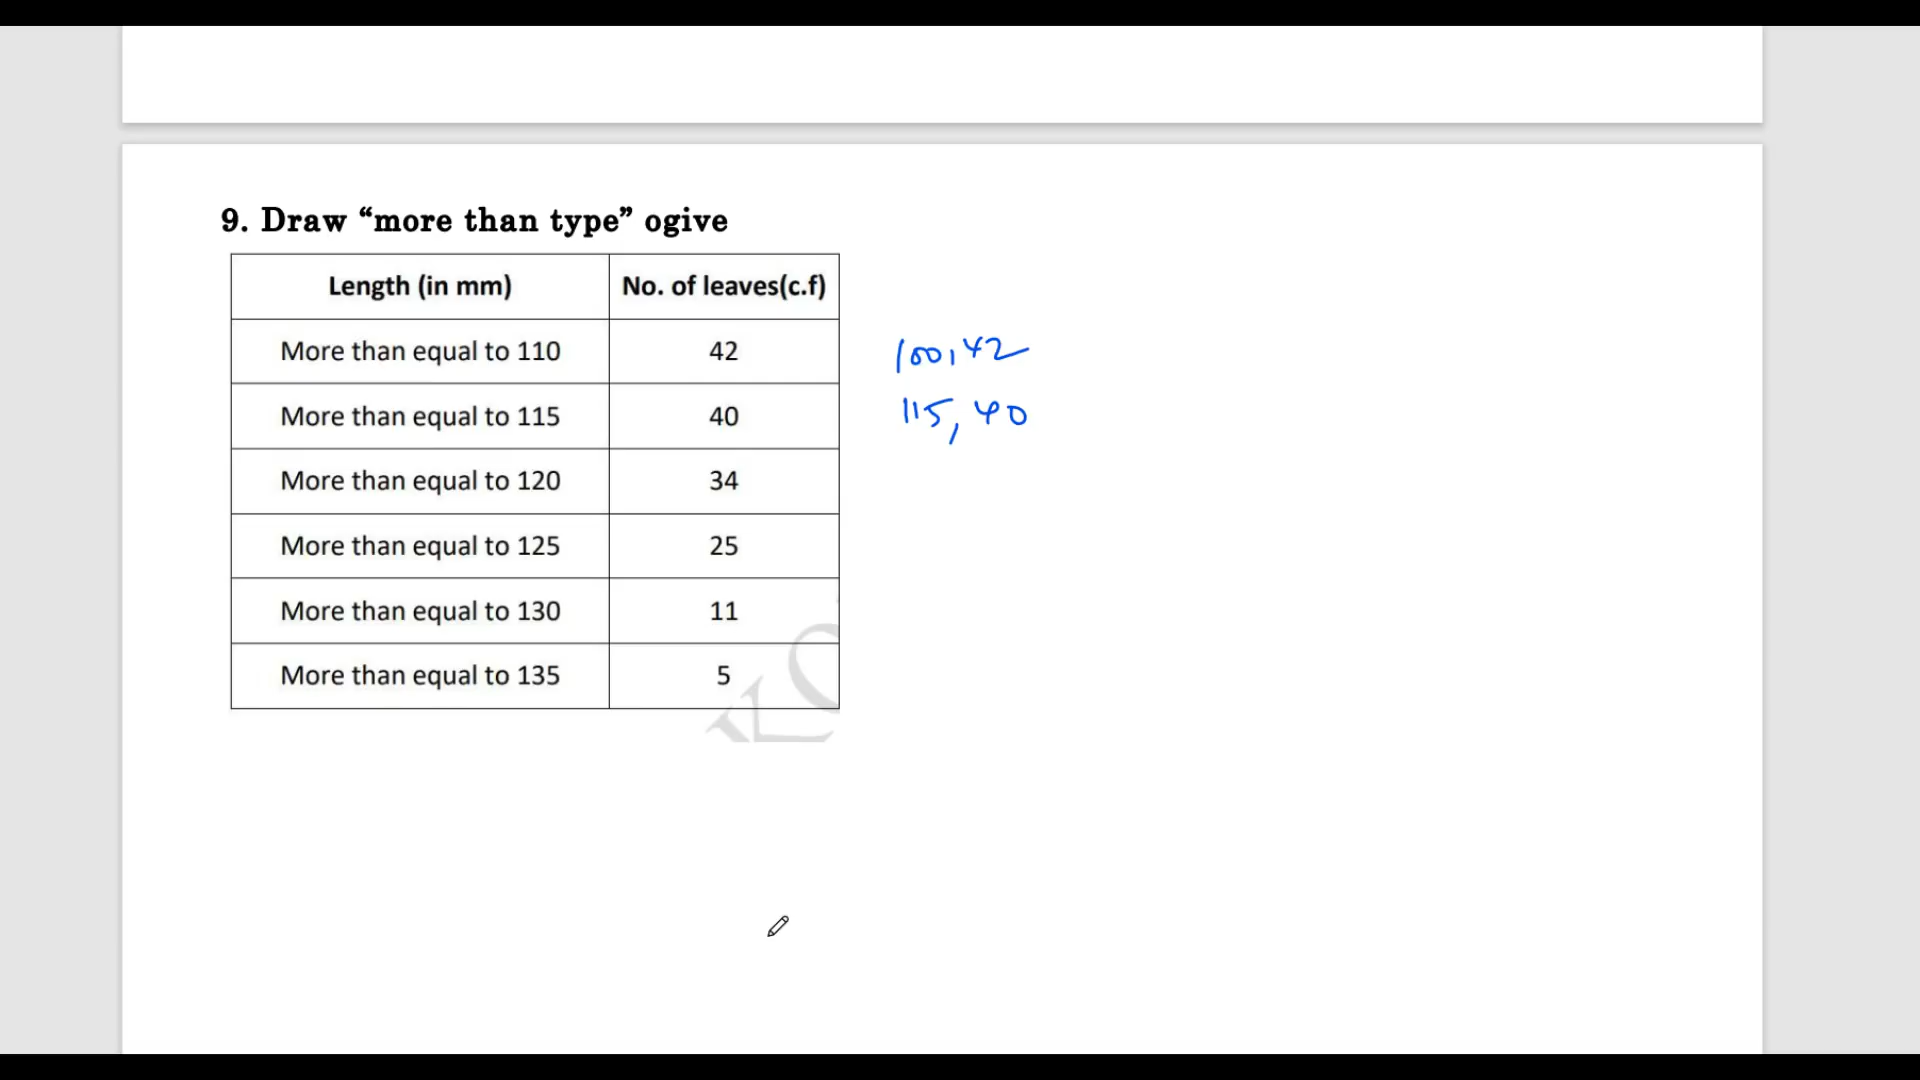 9. Draw “more than type” ogive
Length (in mm) No. of leaves(c.f)
More than equal to 110 42 100,42
More than equal to 115 40 115, 40
More than equal to 120 34
More than equal to 125 25
More than equal to 130 11
More than equal to 135 5
KO